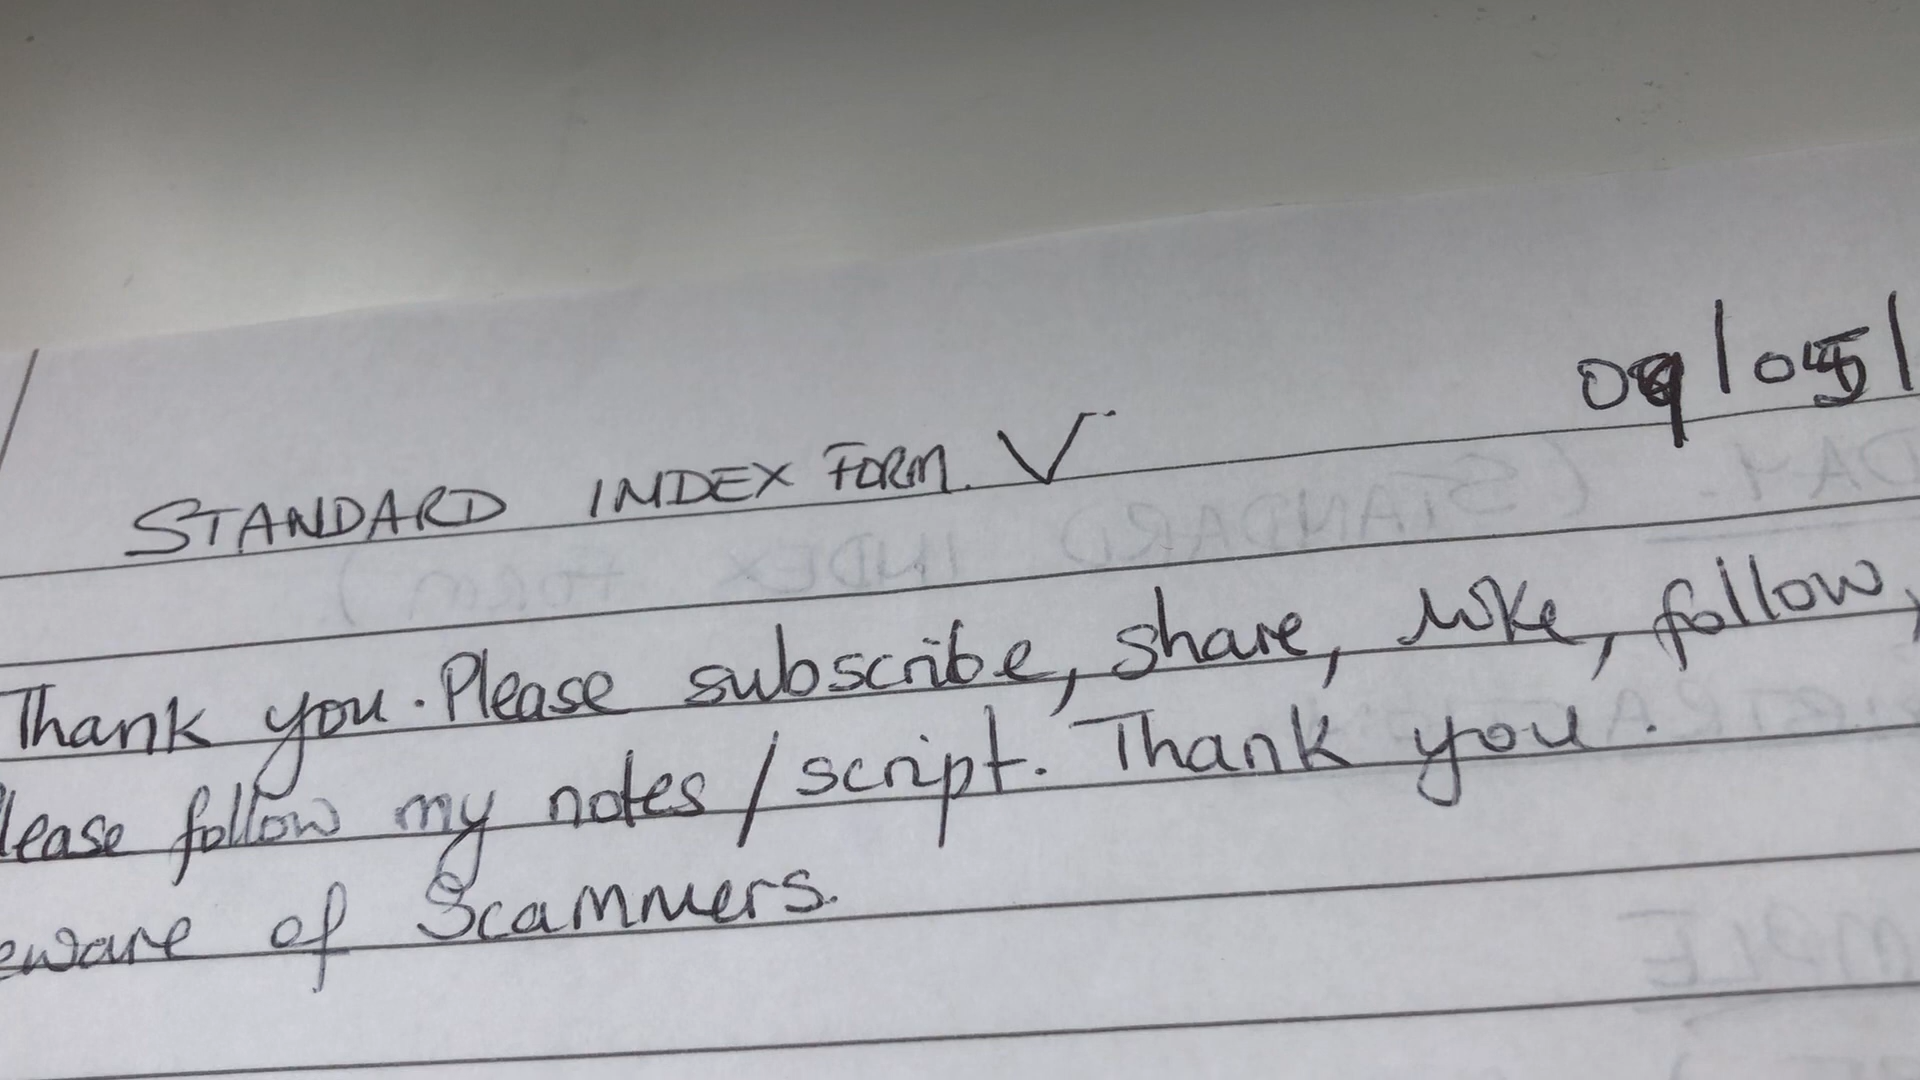 09/05/
STANDARD INDEX FORM. √
Thank you. Please subscribe, share, like, follow,
lease follow my notes/script. Thank you.
eware of Scammers.